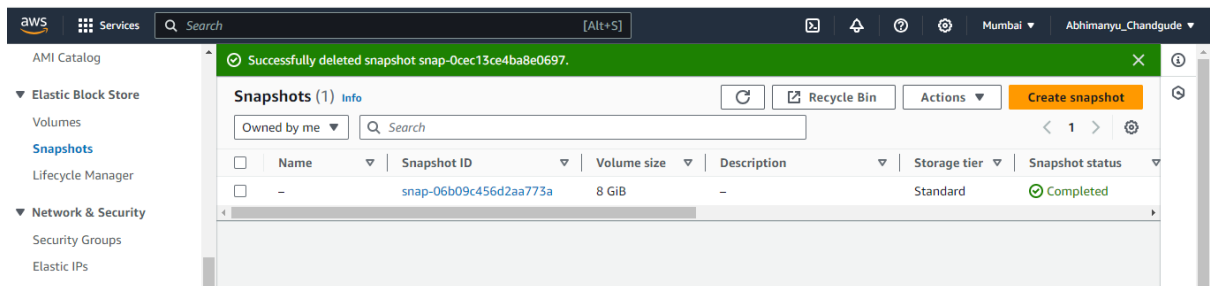 aws Services Search [Alt+S] Mumbai Abhimanyu_Chandgude
AMI Catalog
Elastic Block Store
Volumes
Snapshots
Lifecycle Manager
Network & Security
Security Groups
Elastic IPs
Successfully deleted snapshot snap-0cec13ce4ba8e0697.
Snapshots (1) Info Recycle Bin Actions Create snapshot
Owned by me Search 1
Name Snapshot ID Volume size Description Storage tier Snapshot status
– snap-06b09c456d2aa773a 8 GiB – Standard Completed